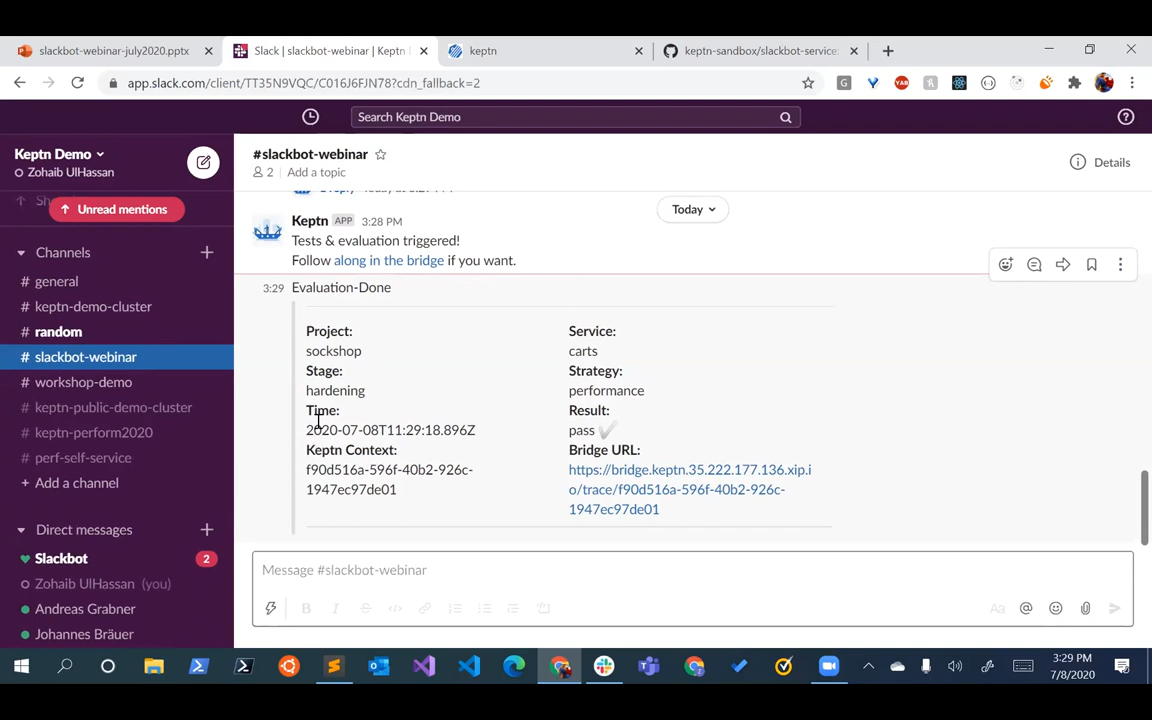 slackbot-webinar-july2020.pptx
Slack | slackbot-webinar | Keptn
keptn
keptn-sandbox/slackbot-service
app.slack.com/client/TT35N9VQC/C016J6FJN78?cdn_fallback=2
Search Keptn Demo
Keptn Demo
Zohaib UlHassan
Unread mentions
Channels
# general
# keptn-demo-cluster
# random
# slackbot-webinar
# workshop-demo
# keptn-public-demo-cluster
# keptn-perform2020
# perf-self-service
+ Add a channel
Direct messages
Slackbot 2
Zohaib UlHassan (you)
Andreas Grabner
Johannes Bräuer
#slackbot-webinar
2 | Add a topic
Details
Today
Keptn APP 3:28 PM
Tests & evaluation triggered!
Follow along in the bridge if you want.
3:29 Evaluation-Done
Project:
sockshop
Service:
carts
Stage:
hardening
Strategy:
performance
Time:
2020-07-08T11:29:18.896Z
Result:
pass
Keptn Context:
f90d516a-596f-40b2-926c-
1947ec97de01
Bridge URL:
https://bridge.keptn.35.222.177.136.xip.i
o/trace/f90d516a-596f-40b2-926c-
1947ec97de01
Message #slackbot-webinar
B I S </> Aa @
3:29 PM
7/8/2020